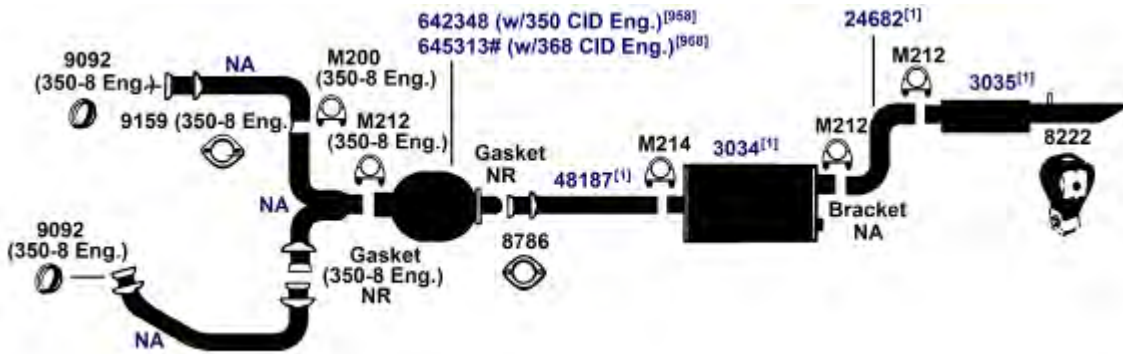 642348 (w/350 CID Eng.)[958]
645313# (w/368 CID Eng.)[968]
24682[1]
9092
(350-8 Eng.)
NA
M200
(350-8 Eng.)
M212
3035[1]
9159 (350-8 Eng.)
M212
(350-8 Eng.)
Gasket
NR
M214
3034[1]
M212
8222
48187[1]
NA
Bracket
NA
9092
(350-8 Eng.)
Gasket
(350-8 Eng.)
NR
8786
NA